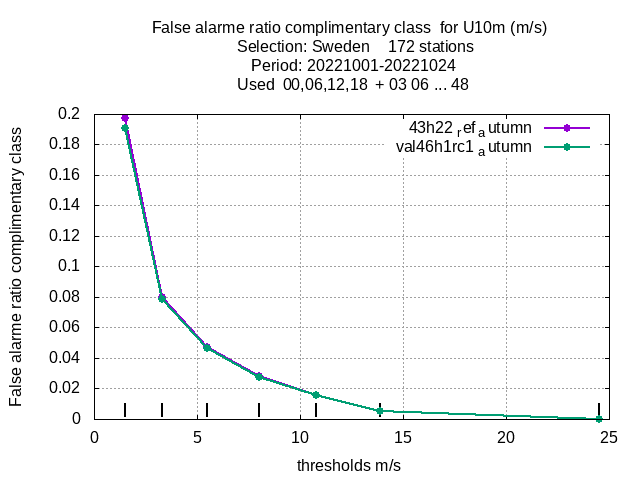 False alarme ratio complimentary class  for U10m (m/s)
Selection: Sweden    172 stations
Period: 20221001-20221024
Used  00,06,12,18  + 03 06 ... 48
43h22 ref autumn
val46h1rc1 autumn
False alarme ratio complimentary class
0.2
0.18
0.16
0.14
0.12
0.1
0.08
0.06
0.04
0.02
0
0 5 10 15 20 25
thresholds m/s